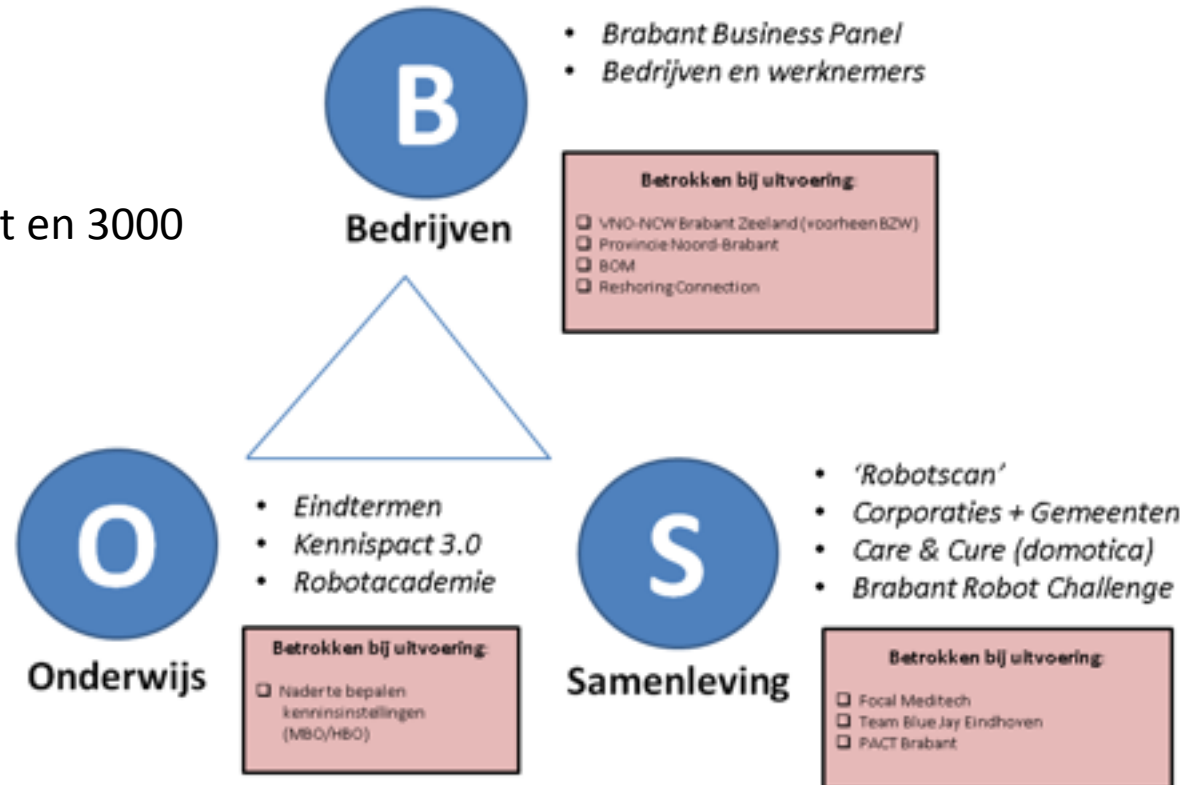 B
Bedrijven
• Brabant Business Panel
• Bedrijven en werknemers
Betrokken bij uitvoering:
❑ VNO-NCW Brabant Zeeland (voorheen BZW)
❑ Provincie Noord-Brabant
❑ BOM
❑ Reshoring Connection
t en 3000
O
Onderwijs
• Eindtermen
• Kennispact 3.0
• Robotacademie
Betrokken bij uitvoering:
❑ Nader te bepalen
kenninsinstellingen
(MBO/HBO)
S
Samenleving
• ‘Robotscan’
• Corporaties + Gemeenten
• Care & Cure (domotica)
• Brabant Robot Challenge
Betrokken bij uitvoering:
❑ Focal Meditech
❑ Team Blue Jay Eindhoven
❑ PACT Brabant